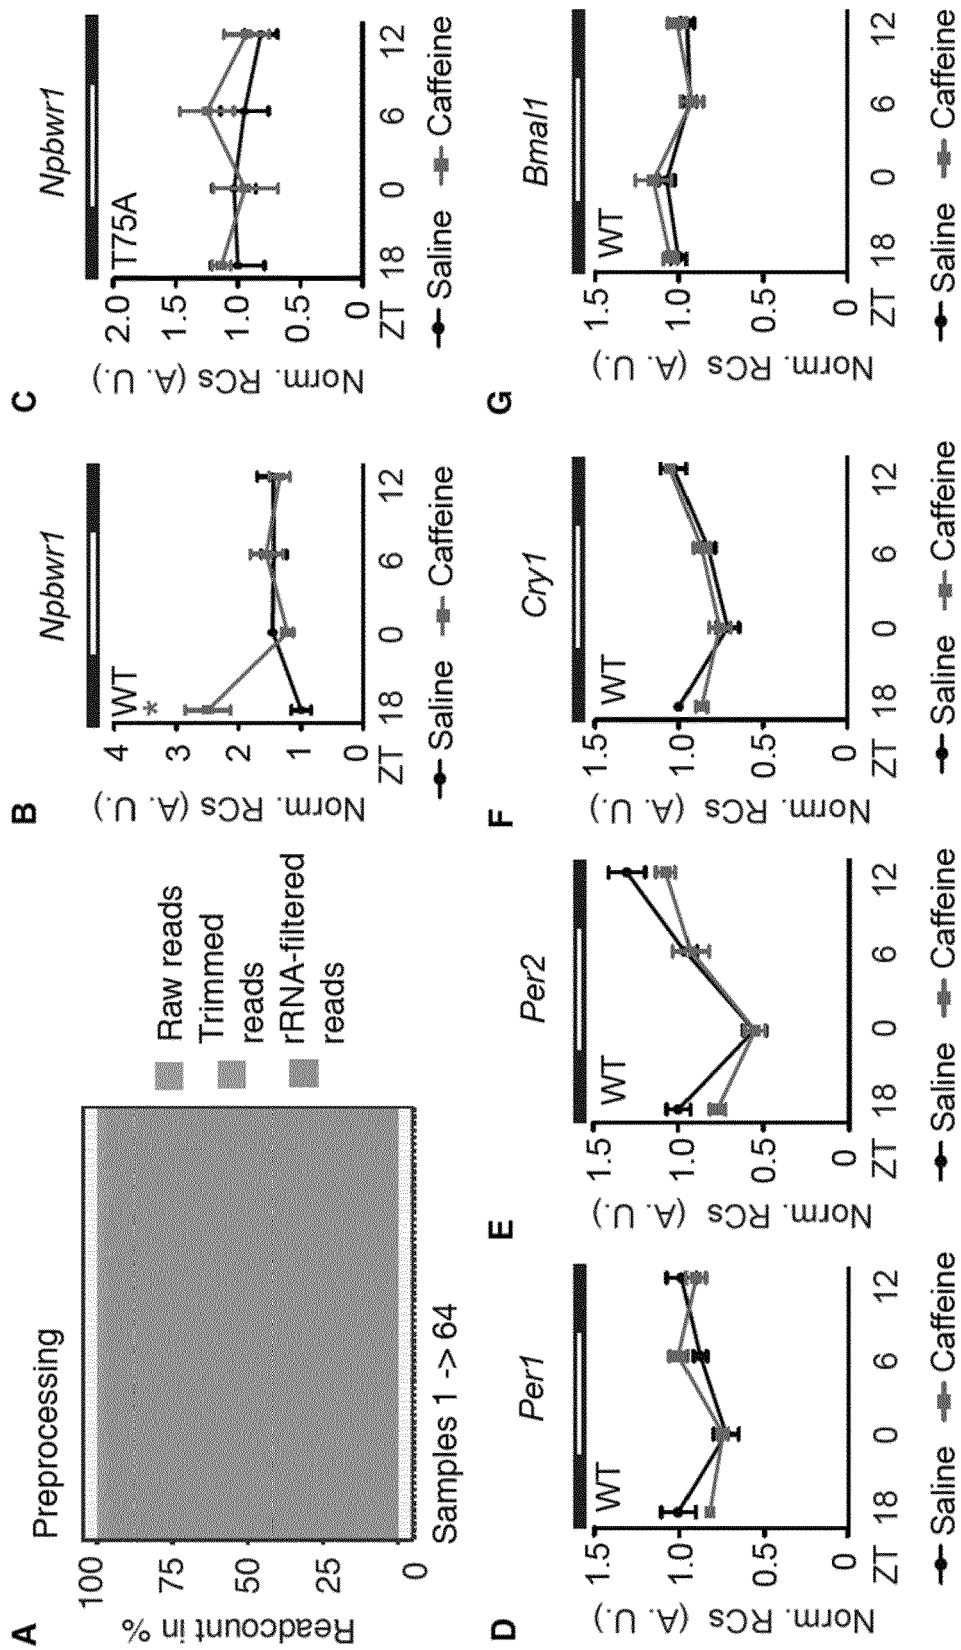 A
Preprocessing
Readcount in %
100
75
50
25
0
Samples 1 -> 64
Raw reads
Trimmed
reads
rRNA-filtered
reads
B
Npbwr1
WT
*
Norm. RCs (A. U.)
4
3
2
1
0
ZT 18 0 6 12
Saline Caffeine
C
Npbwr1
T75A
Norm. RCs (A. U.)
2.0
1.5
1.0
0.5
0
ZT 18 0 6 12
Saline Caffeine
D
Per1
WT
Norm. RCs (A. U.)
1.5
1.0
0.5
0
ZT 18 0 6 12
Saline Caffeine
E
Per2
WT
Norm. RCs (A. U.)
1.5
1.0
0.5
0
ZT 18 0 6 12
Saline Caffeine
F
Cry1
WT
Norm. RCs (A. U.)
1.5
1.0
0.5
0
ZT 18 0 6 12
Saline Caffeine
G
Bmal1
WT
Norm. RCs (A. U.)
1.5
1.0
0.5
0
ZT 18 0 6 12
Saline Caffeine